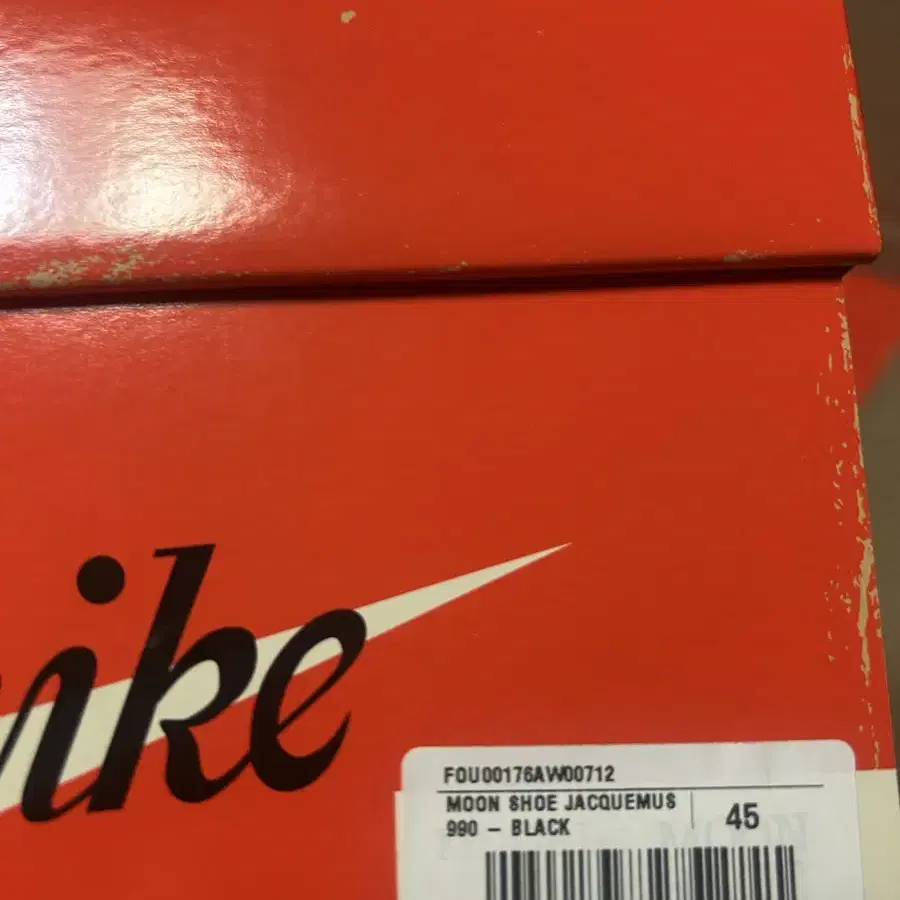 nike
FOU00176AW00712
MOON SHOE JACQUEMUS
990 – BLACK
45